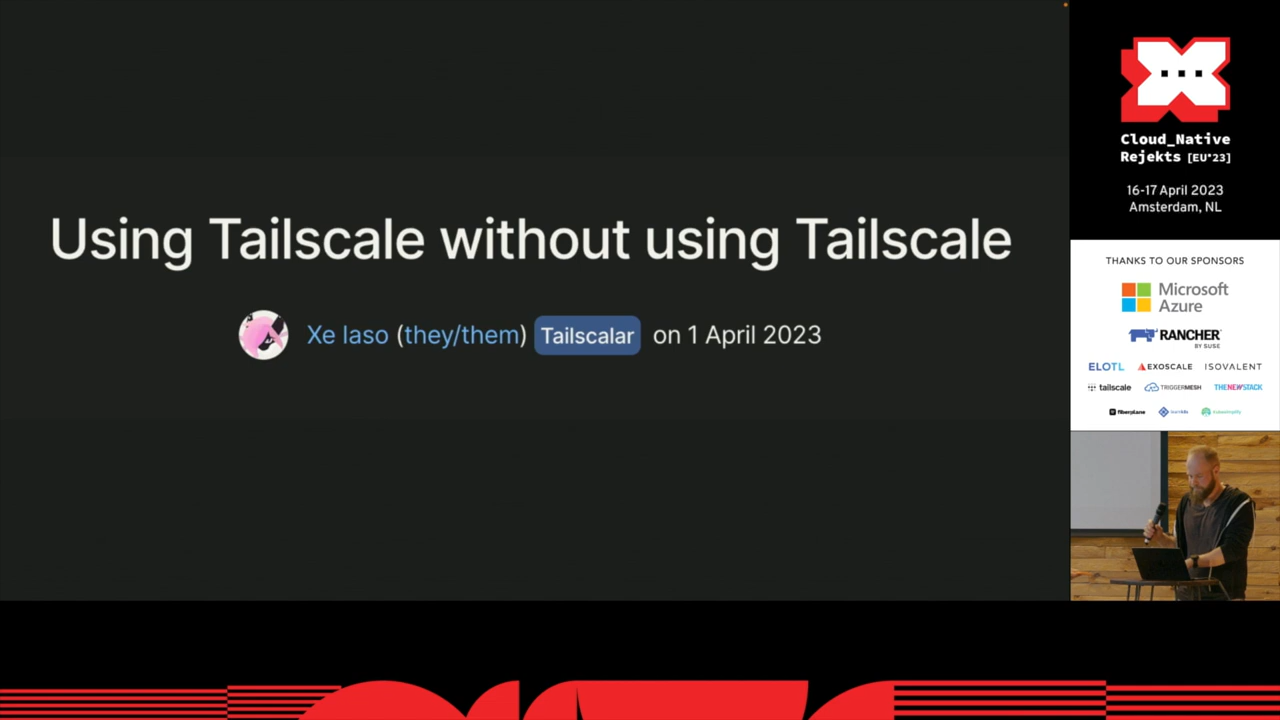 Using Tailscale without using Tailscale
Xe Iaso (they/them) Tailscalar on 1 April 2023
Cloud_Native
Rejekts [EU'23]
16-17 April 2023
Amsterdam, NL
THANKS TO OUR SPONSORS
Microsoft
Azure
RANCHER
BY SUSE
ELOTL EXOSCALE ISOVALENT
tailscale TRIGGERMESH THENEWSTACK
fiberplane